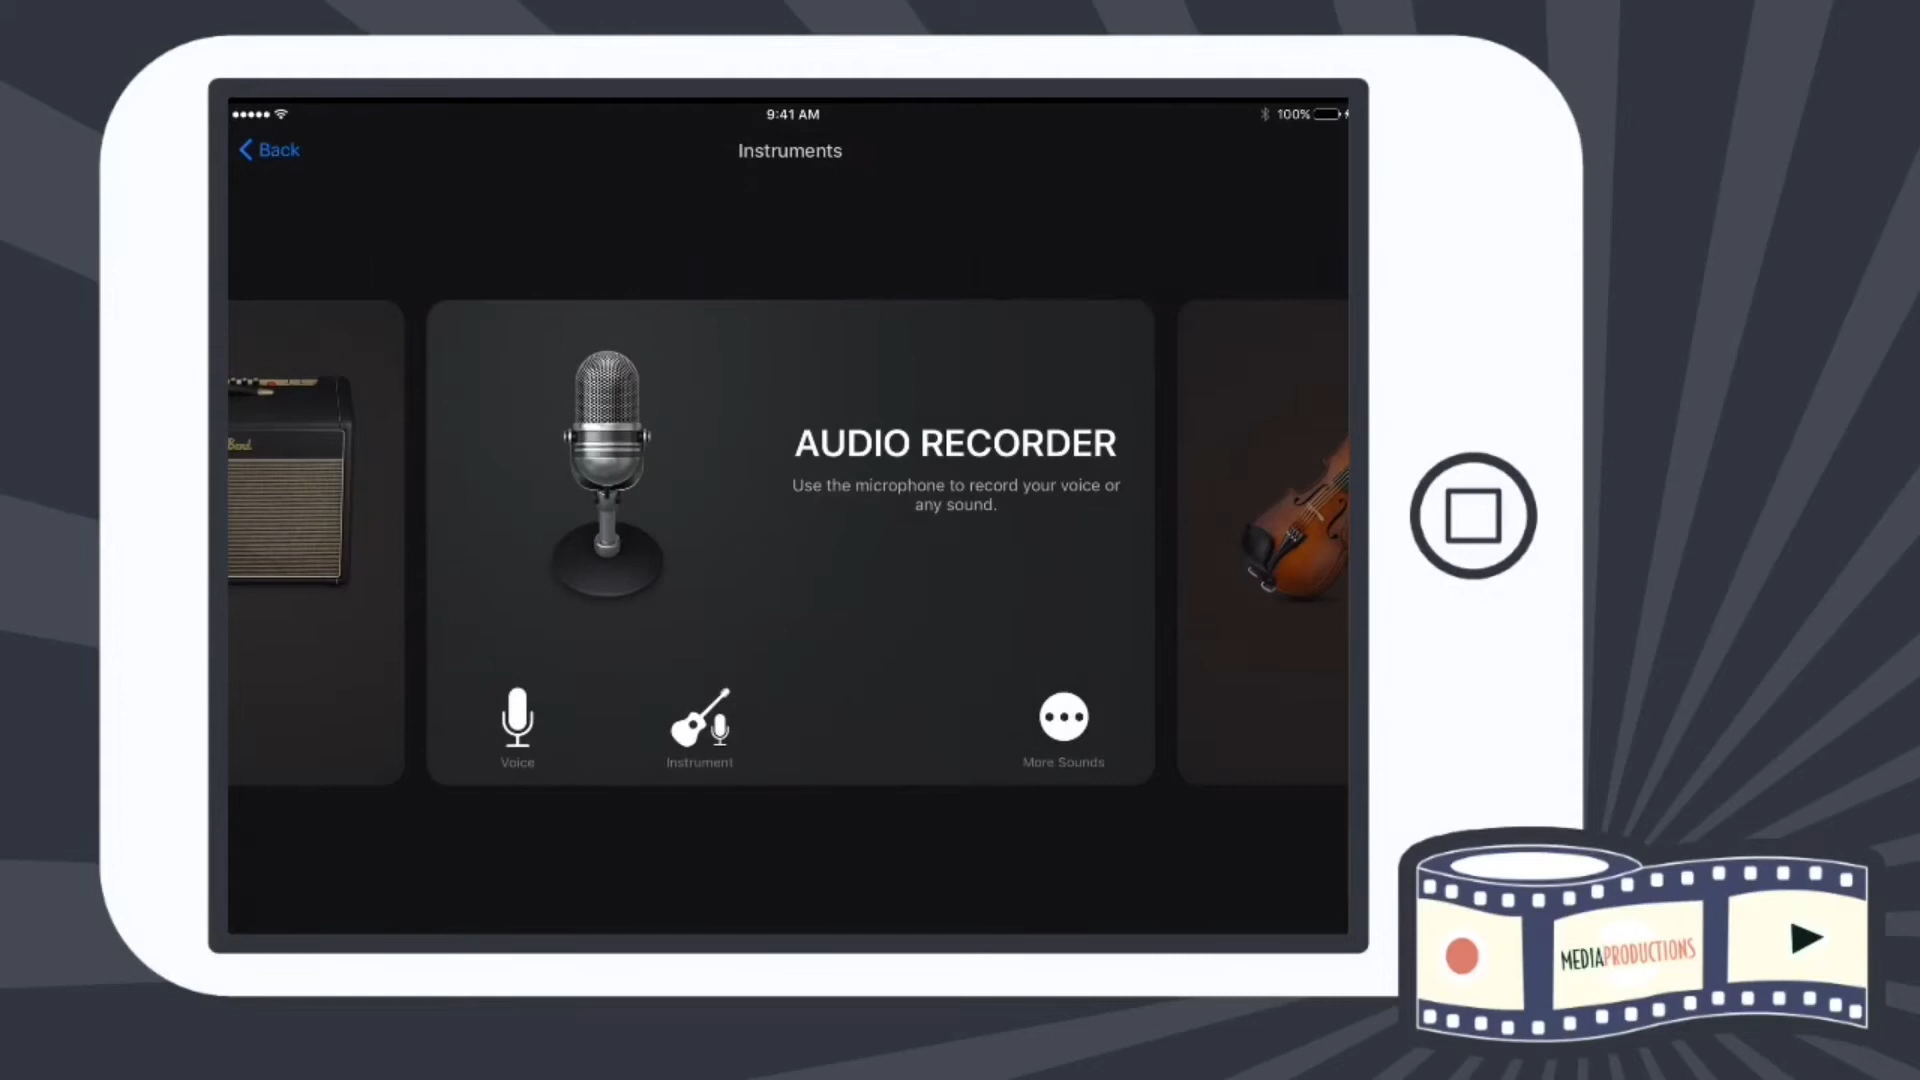 9:41 AM
100%
Back
Instruments
Band
AUDIO RECORDER
Use the microphone to record your voice or
any sound.
Voice
Instrument
More Sounds
MEDIAPRODUCTIONS